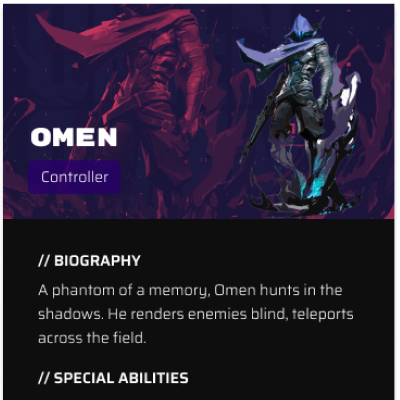 OMEN
Controller
// BIOGRAPHY
A phantom of a memory, Omen hunts in the
shadows. He renders enemies blind, teleports
across the field.
// SPECIAL ABILITIES